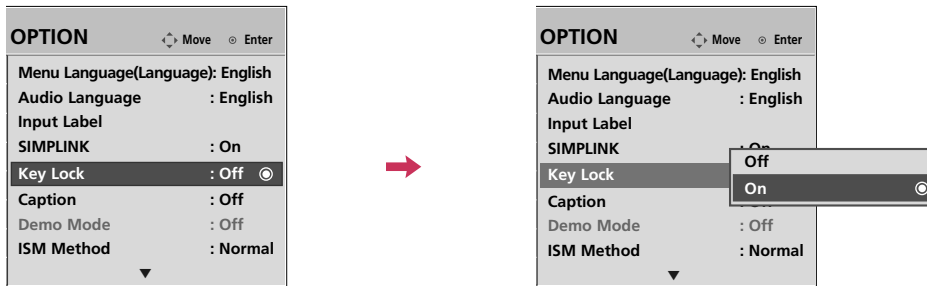 OPTION Move Enter
Menu Language(Language): English
Audio Language : English
Input Label
SIMPLINK : On
Key Lock : Off
Caption : Off
Demo Mode : Off
ISM Method : Normal
OPTION Move Enter
Menu Language(Language): English
Audio Language : English
Input Label
SIMPLINK : On
Key Lock
Off
On
Caption : Off
Demo Mode : Off
ISM Method : Normal